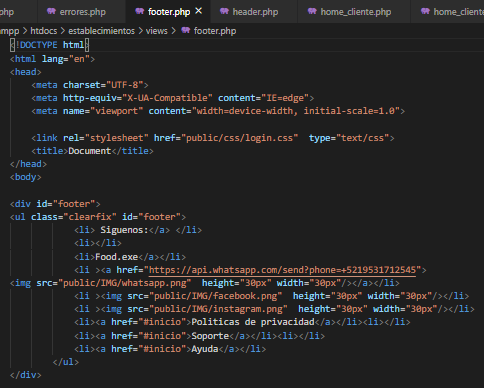 .php errores.php footer.php × header.php home_cliente.php home_cliente
mpp > htdocs > establecimientos > views > footer.php
<!DOCTYPE html>
<html lang="en">
<head>
<meta charset="UTF-8">
<meta http-equiv="X-UA-Compatible" content="IE=edge">
<meta name="viewport" content="width=device-width, initial-scale=1.0">
<link rel="stylesheet" href="public/css/login.css"  type="text/css">
<title>Document</title>
</head>
<body>
<div id="footer">
<ul class="clearfix" id="footer">
<li> Siguenos:</a> </li>
<li></li>
<li>Food.exe</a></li>
<li ><a href="https://api.whatsapp.com/send?phone=+5219531712545">
<img src="public/IMG/whatsapp.png"  height="30px" width="30px"/></a></li>
<li ><img src="public/IMG/facebook.png"  height="30px" width="30px"/></li>
<li ><img src="public/IMG/instagram.png"  height="30px" width="30px"/></li>
<li><a href="#inicio">Politicas de privacidad</a></li><li></li>
<li><a href="#inicio">Soporte</a></li><li></li>
<li><a href="#inicio">Ayuda</a></li>
</ul>
</div>